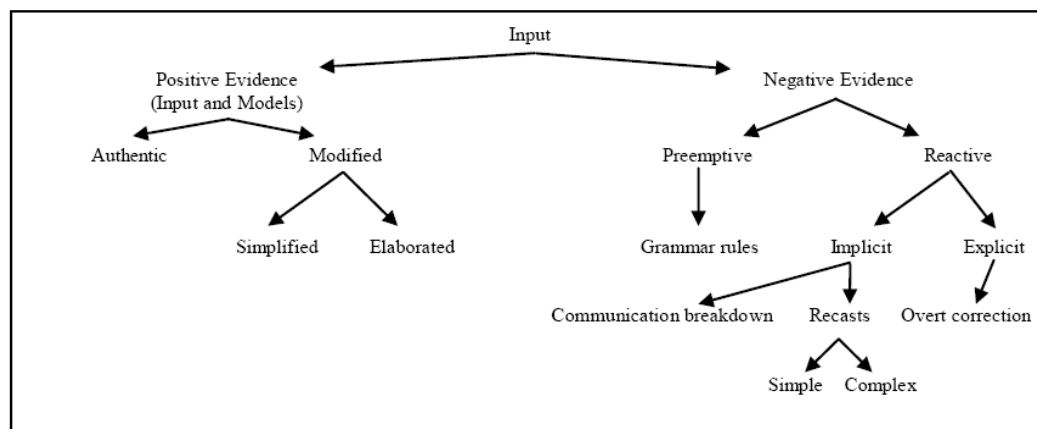 Input
Positive Evidence
(Input and Models)
Negative Evidence
Authentic
Modified
Preemptive
Reactive
Simplified
Elaborated
Grammar rules
Implicit
Explicit
Communication breakdown
Recasts
Overt correction
Simple
Complex